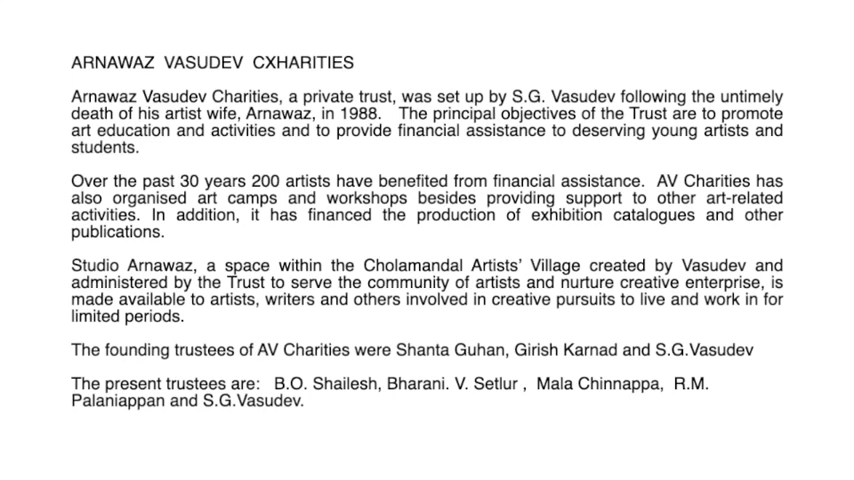 ARNAWAZ VASUDEV CXHARITIES
Arnawaz Vasudev Charities, a private trust, was set up by S.G. Vasudev following the untimely
death of his artist wife, Arnawaz, in 1988. The principal objectives of the Trust are to promote
art education and activities and to provide financial assistance to deserving young artists and
students.
Over the past 30 years 200 artists have benefited from financial assistance. AV Charities has
also organised art camps and workshops besides providing support to other art-related
activities. In addition, it has financed the production of exhibition catalogues and other
publications.
Studio Arnawaz, a space within the Cholamandal Artists’ Village created by Vasudev and
administered by the Trust to serve the community of artists and nurture creative enterprise, is
made available to artists, writers and others involved in creative pursuits to live and work in for
limited periods.
The founding trustees of AV Charities were Shanta Guhan, Girish Karnad and S.G.Vasudev
The present trustees are: B.O. Shailesh, Bharani. V. Setlur , Mala Chinnappa, R.M.
Palaniappan and S.G.Vasudev.